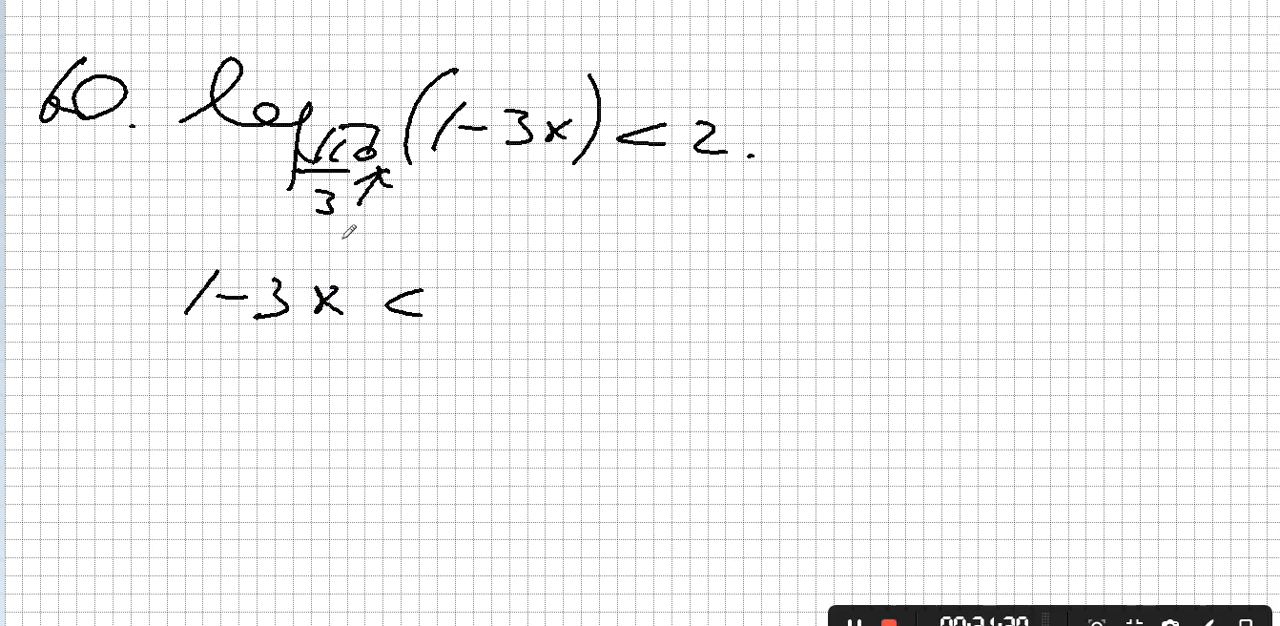 60. log_{√10/3} (1-3x) < 2.
↑
1-3x <